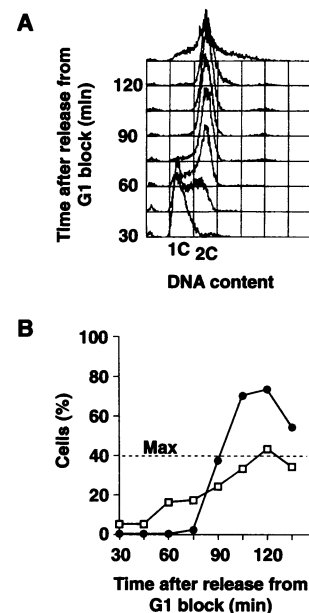 A
Time after release from
G1 block (min)
120
90
60
30
1C 2C
DNA content
B
Cells (%)
100
80
60
40
20
0
Max
30 60 90 120
Time after release from
G1 block (min)